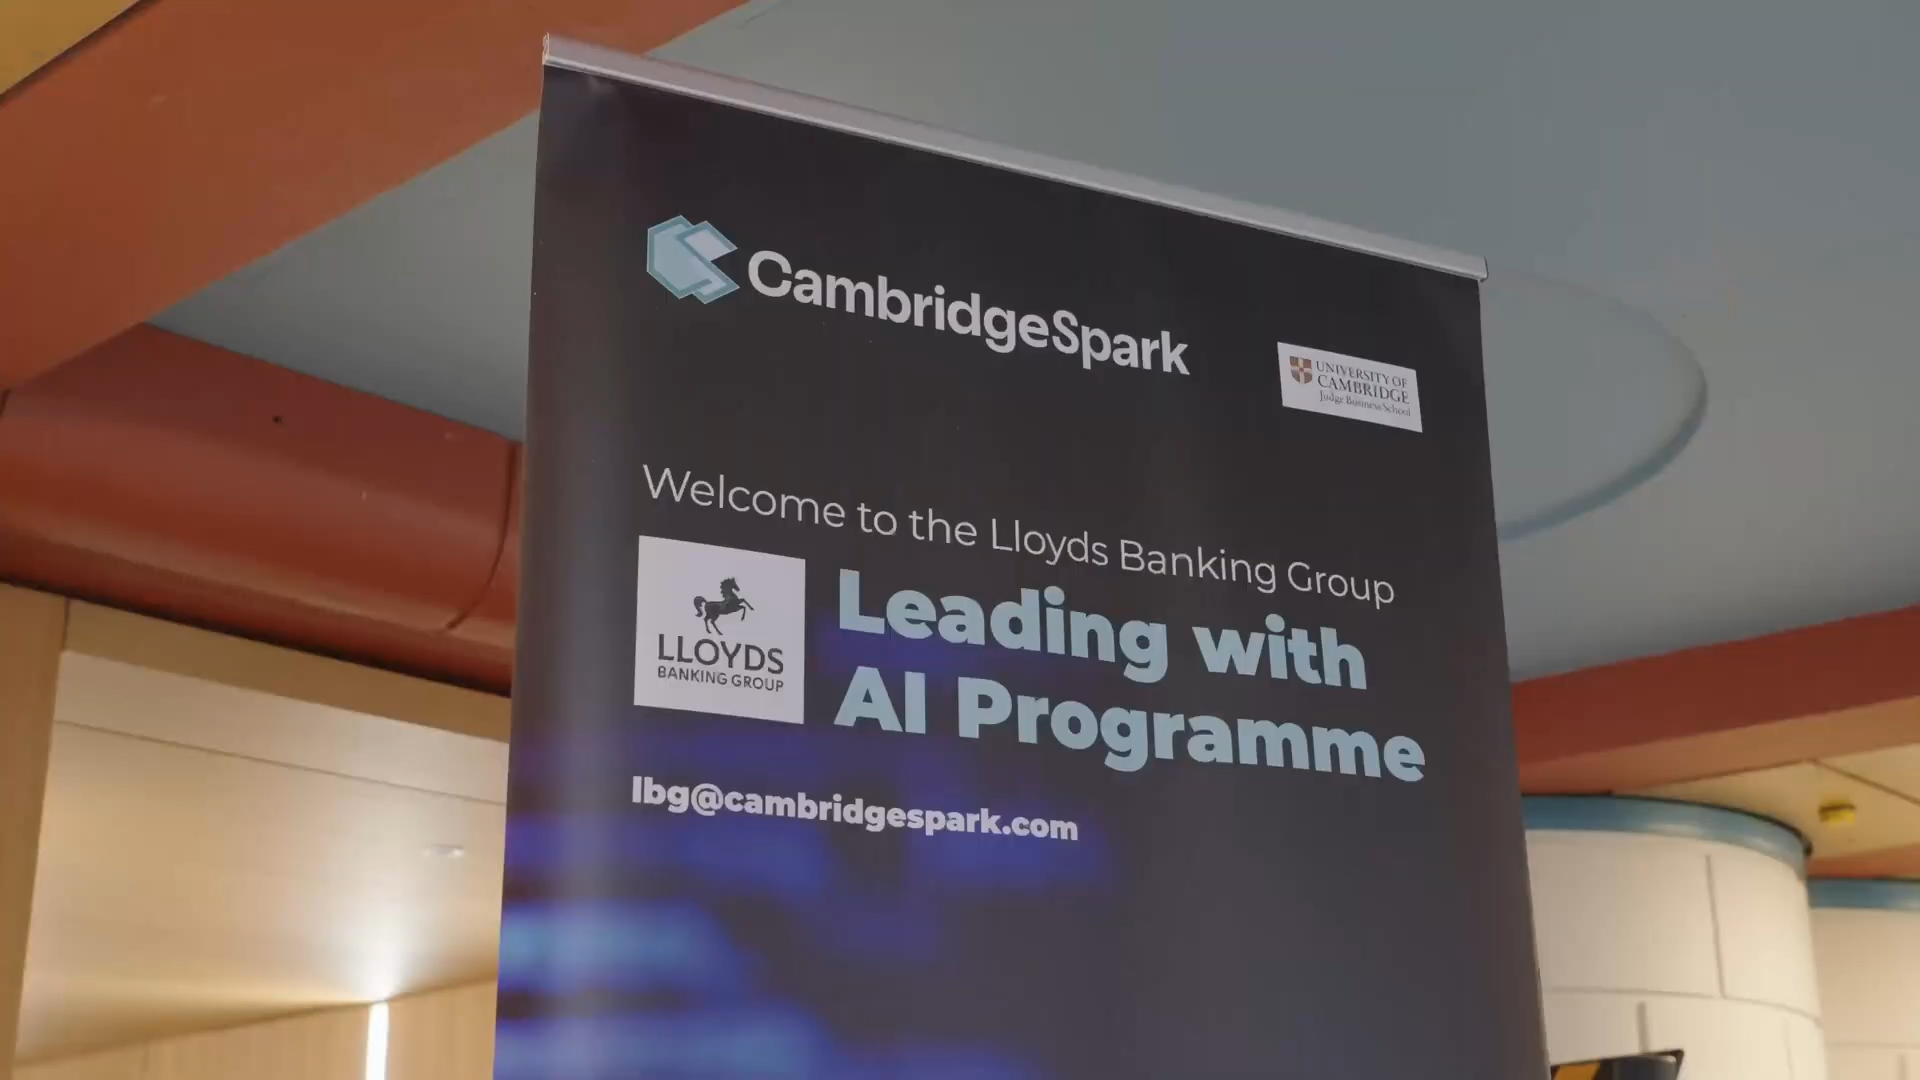 CambridgeSpark
UNIVERSITY OF
CAMBRIDGE
Judge Business School
Welcome to the Lloyds Banking Group
LLOYDS
BANKING GROUP
Leading with
AI Programme
lbg@cambridgespark.com